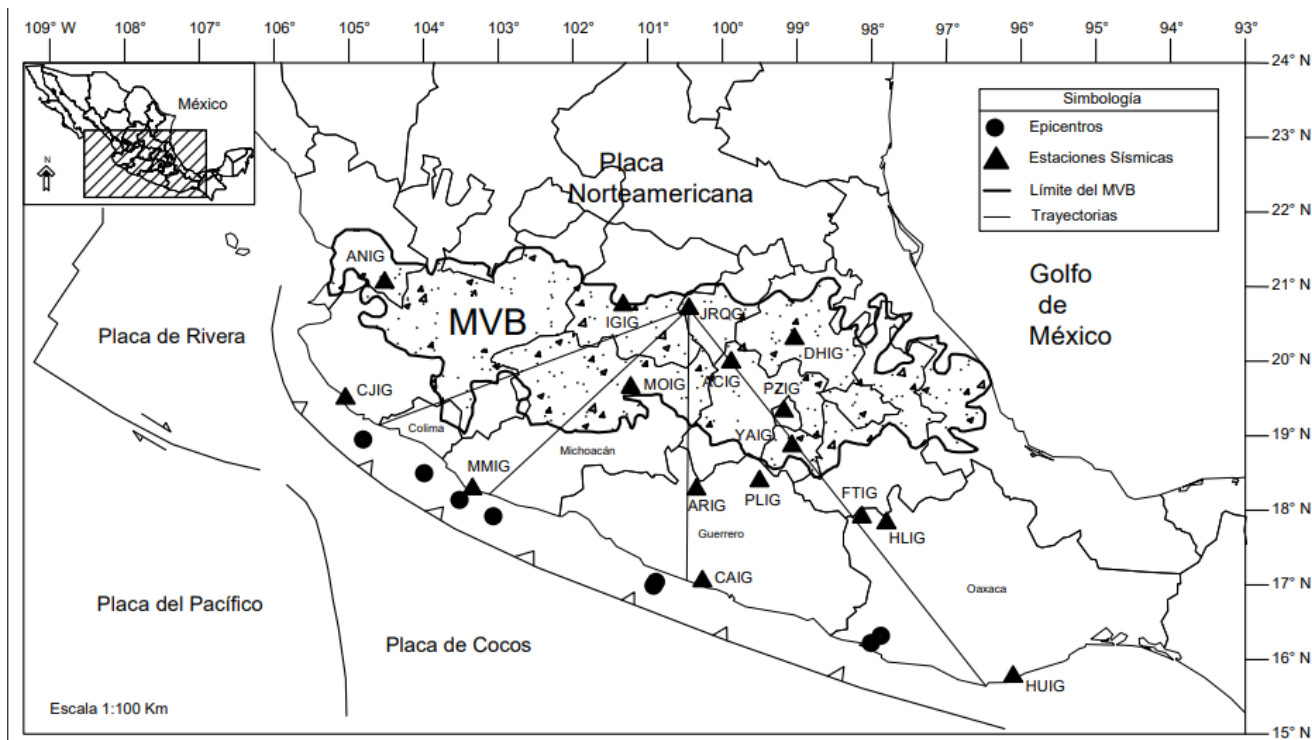 109° W 108° 107° 106° 105° 104° 103° 102° 101° 100° 99° 98° 97° 96° 95° 94° 93°
24° N
23° N
22° N
21° N
20° N
19° N
18° N
17° N
16° N
15° N
México
N
Simbología
Epicentros
Estaciones Sísmicas
Límite del MVB
Trayectorias
Placa
Norteamericana
Golfo
de
México
Placa de Rivera
MVB
ANIG
IGIG
JRQG
DHIG
ACIG
PZIG
MOIG
CJIG
Colima
YAIG
Michoacán
MMIG
ARIG
PLIG
FTIG
HLIG
Guerrero
CAIG
Oaxaca
HUIG
Placa del Pacífico
Placa de Cocos
Escala 1:100 Km